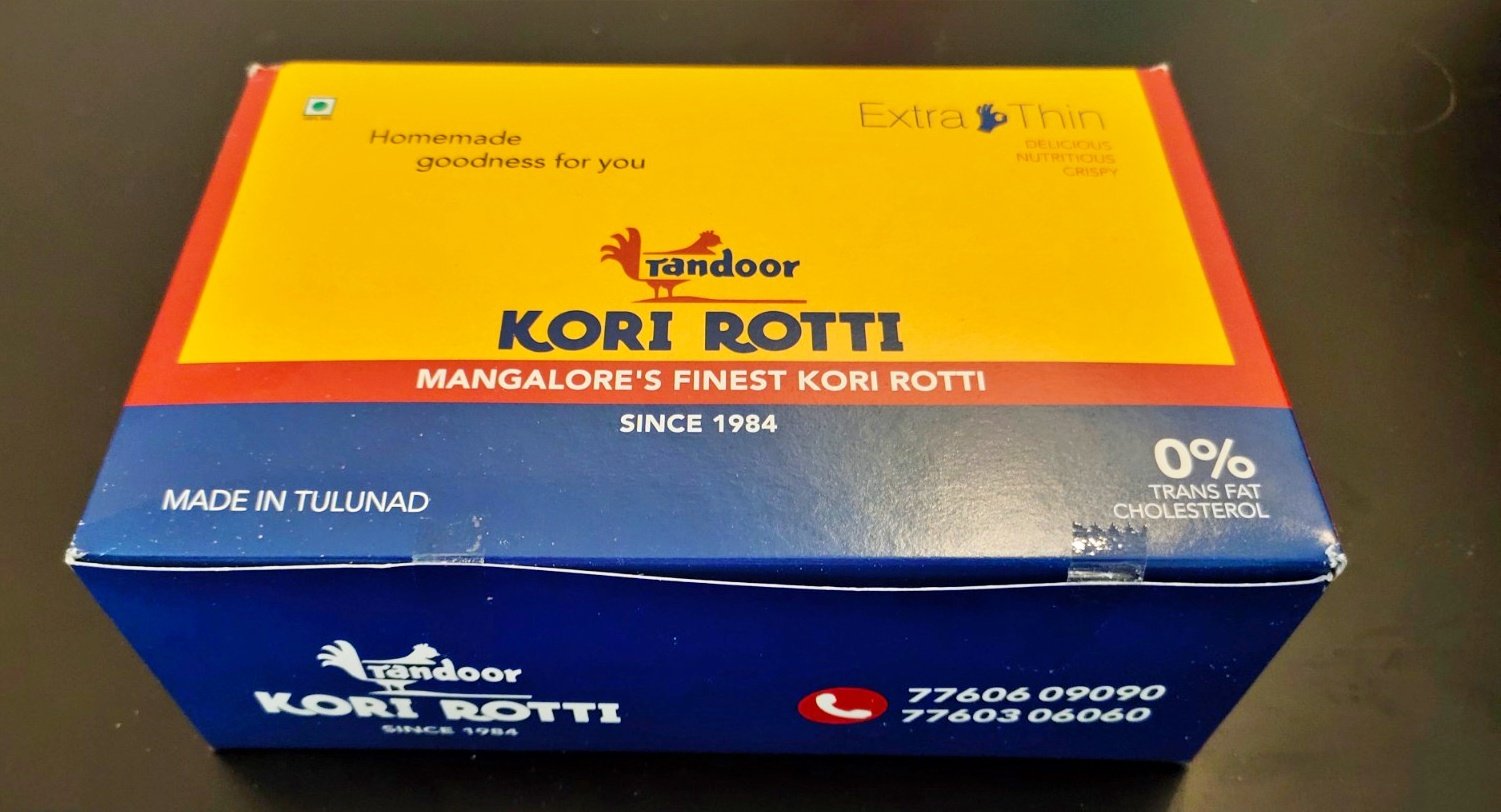 Homemade
goodness for you
Extra Thin
DELICIOUS
NUTRITIOUS
CRISPY
Tandoor
KORI ROTTI
MANGALORE'S FINEST KORI ROTTI
SINCE 1984
MADE IN TULUNAD
0%
TRANS FAT
CHOLESTEROL
Tandoor
KORI ROTTI
SINCE 1984
77606 09090
77603 06060